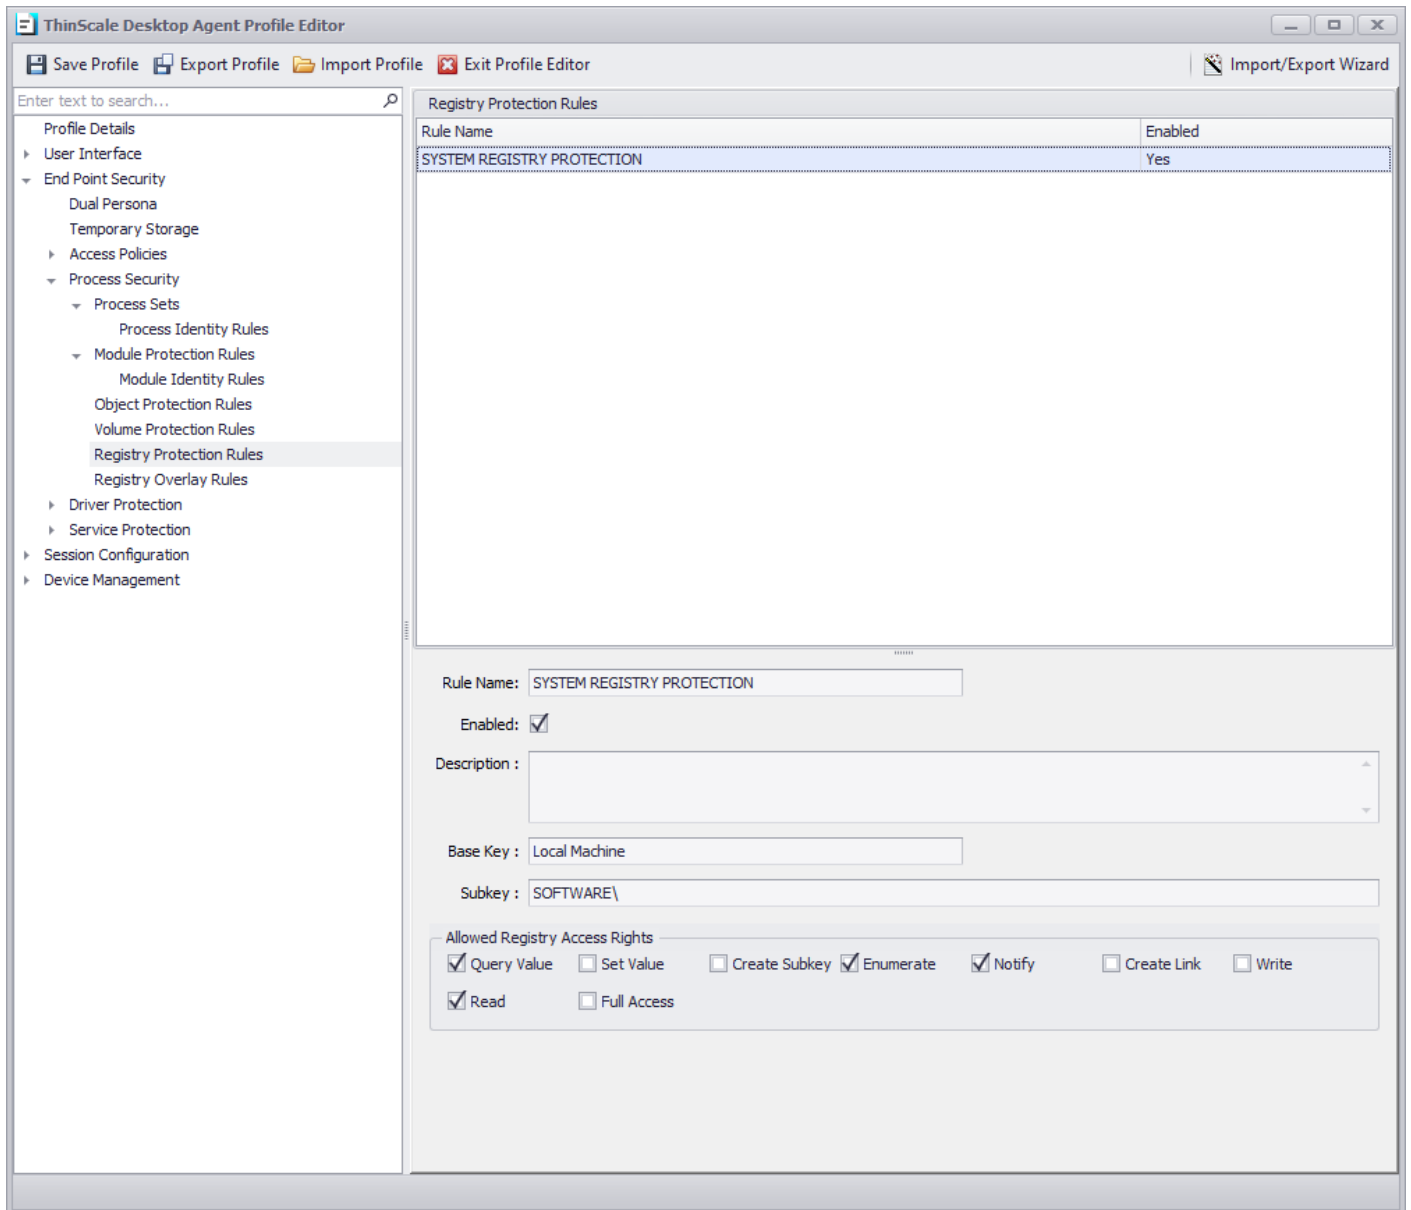 ThinScale Desktop Agent Profile Editor
Save Profile Export Profile Import Profile Exit Profile Editor Import/Export Wizard
Enter text to search...
Profile Details
User Interface
End Point Security
Dual Persona
Temporary Storage
Access Policies
Process Security
Process Sets
Process Identity Rules
Module Protection Rules
Module Identity Rules
Object Protection Rules
Volume Protection Rules
Registry Protection Rules
Registry Overlay Rules
Driver Protection
Service Protection
Session Configuration
Device Management
Registry Protection Rules
Rule Name Enabled
SYSTEM REGISTRY PROTECTION Yes
Rule Name: SYSTEM REGISTRY PROTECTION
Enabled:
Description :
Base Key : Local Machine
Subkey : SOFTWARE\
Allowed Registry Access Rights
Query Value Set Value Create Subkey Enumerate Notify Create Link Write
Read Full Access